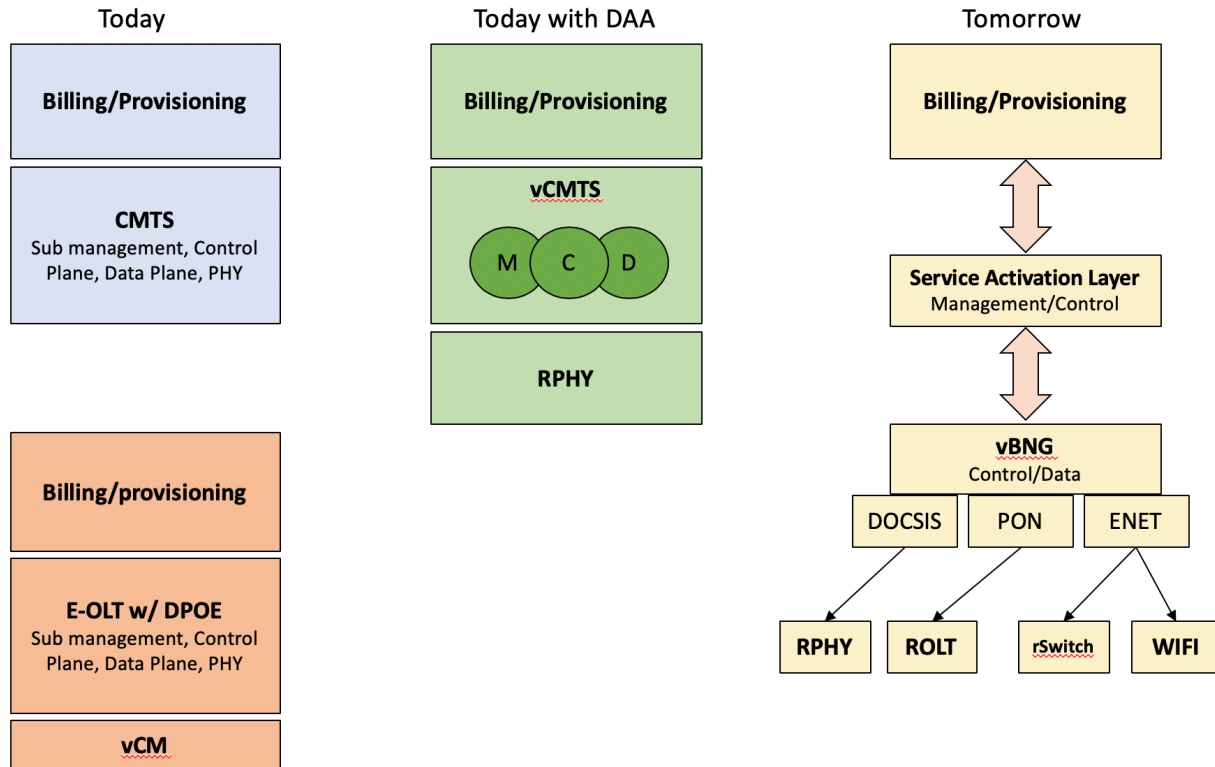 Today
Billing/Provisioning
CMTS
Sub management, Control
Plane, Data Plane, PHY
Billing/provisioning
E-OLT w/ DPOE
Sub management, Control
Plane, Data Plane, PHY
vCM
Today with DAA
Billing/Provisioning
vCMTS
M C D
RPHY
Tomorrow
Billing/Provisioning
Service Activation Layer
Management/Control
vBNG
Control/Data
DOCSIS PON ENET
RPHY ROLT rSwitch WIFI